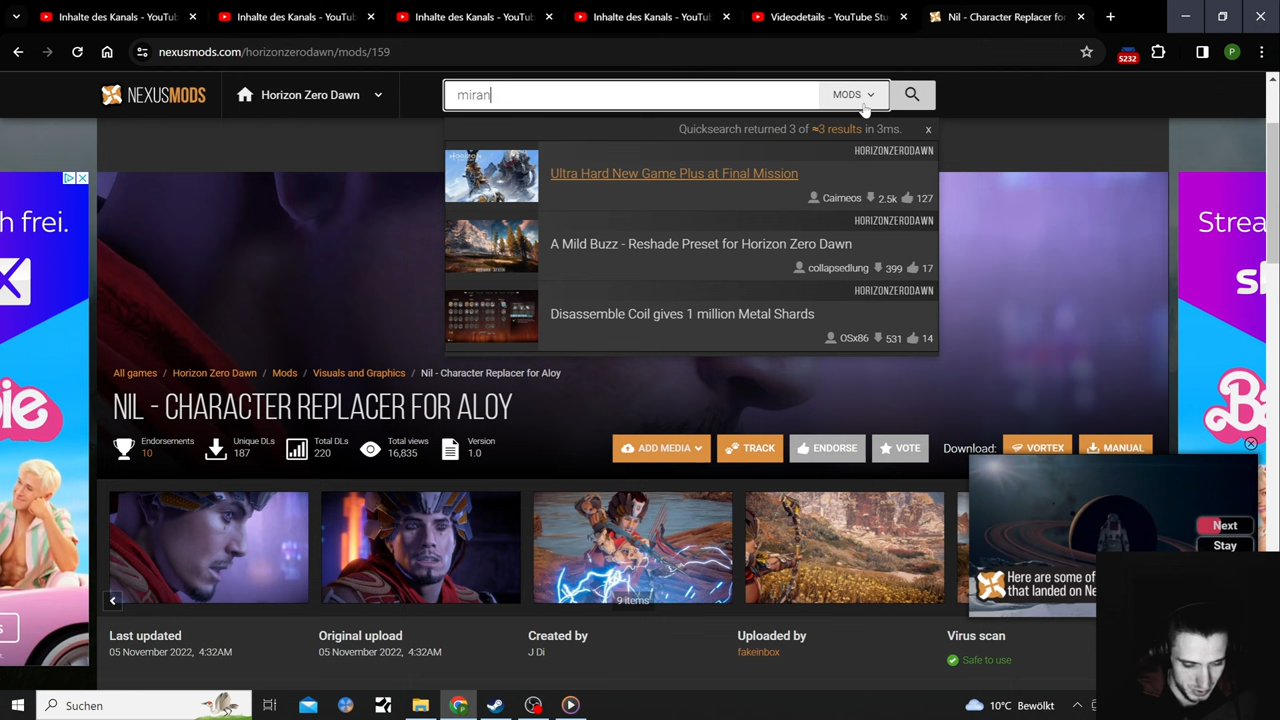 Inhalte des Kanals - YouTub
Inhalte des Kanals - YouTub
Inhalte des Kanals - YouTub
Inhalte des Kanals - YouTub
Videodetails - YouTube Stu
Nil - Character Replacer for
nexusmods.com/horizonzerodawn/mods/159
5232
P
NEXUSMODS
Horizon Zero Dawn
miran
MODS
Quicksearch returned 3 of ≈3 results in 3ms.
x
HORIZONZERODAWN
Ultra Hard New Game Plus at Final Mission
Caimeos 2.5k 127
HORIZONZERODAWN
A Mild Buzz - Reshade Preset for Horizon Zero Dawn
collapsedlung 399 17
HORIZONZERODAWN
Disassemble Coil gives 1 million Metal Shards
OSx86 531 14
h frei.
Strea
All games / Horizon Zero Dawn / Mods / Visuals and Graphics / Nil - Character Replacer for Aloy
NIL - CHARACTER REPLACER FOR ALOY
Endorsements
10
Unique DLs
187
Total DLs
220
Total views
16,835
Version
1.0
ADD MEDIA
TRACK
ENDORSE
VOTE
Download:
VORTEX
MANUAL
Next
Stay
Here are some of
that landed on Ne
9 items
Last updated
05 November 2022, 4:32AM
Original upload
05 November 2022, 4:32AM
Created by
J Di
Uploaded by
fakeinbox
Virus scan
Safe to use
Suchen
10°C Bewölkt